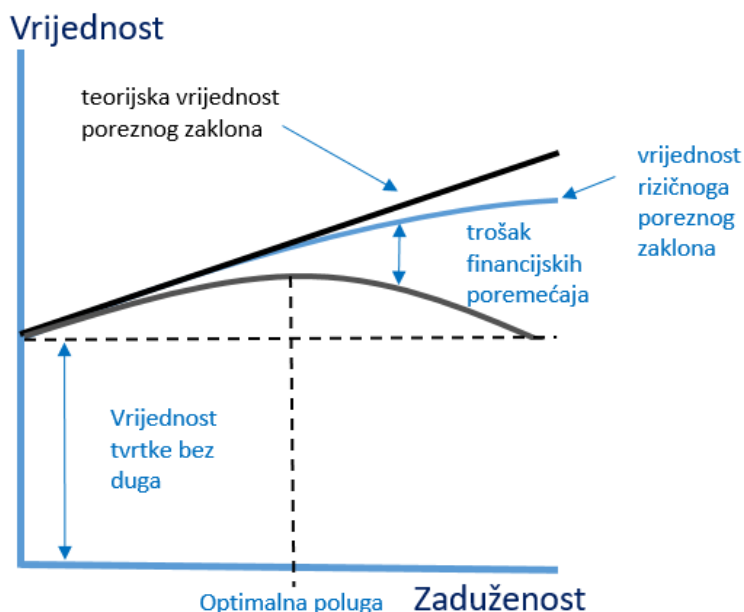 Vrijednost
teorijska vrijednost
poreznog zaklona
vrijednost
rizičnoga
poreznog
zaklona
trošak
financijskih
poremećaja
Vrijednost
tvrtke bez
duga
Optimalna poluga
Zaduženost